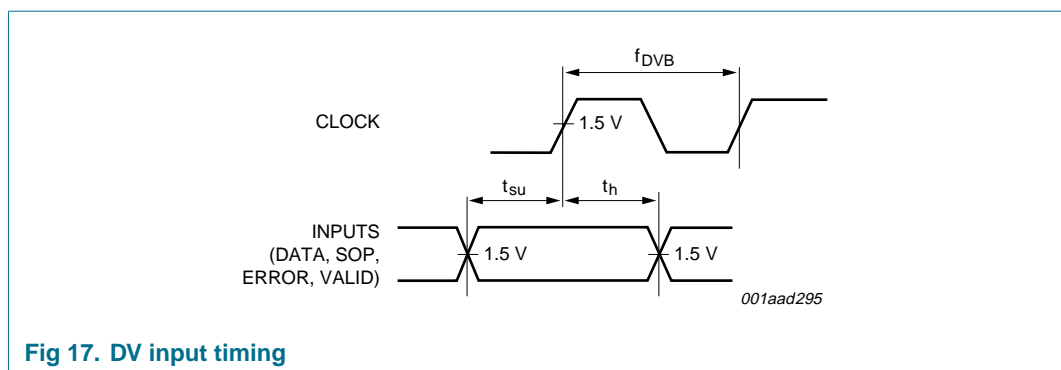 f_DVB
CLOCK
1.5 V
t_su
t_h
INPUTS
(DATA, SOP,
ERROR, VALID)
1.5 V
1.5 V
001aad295
Fig 17. DV input timing